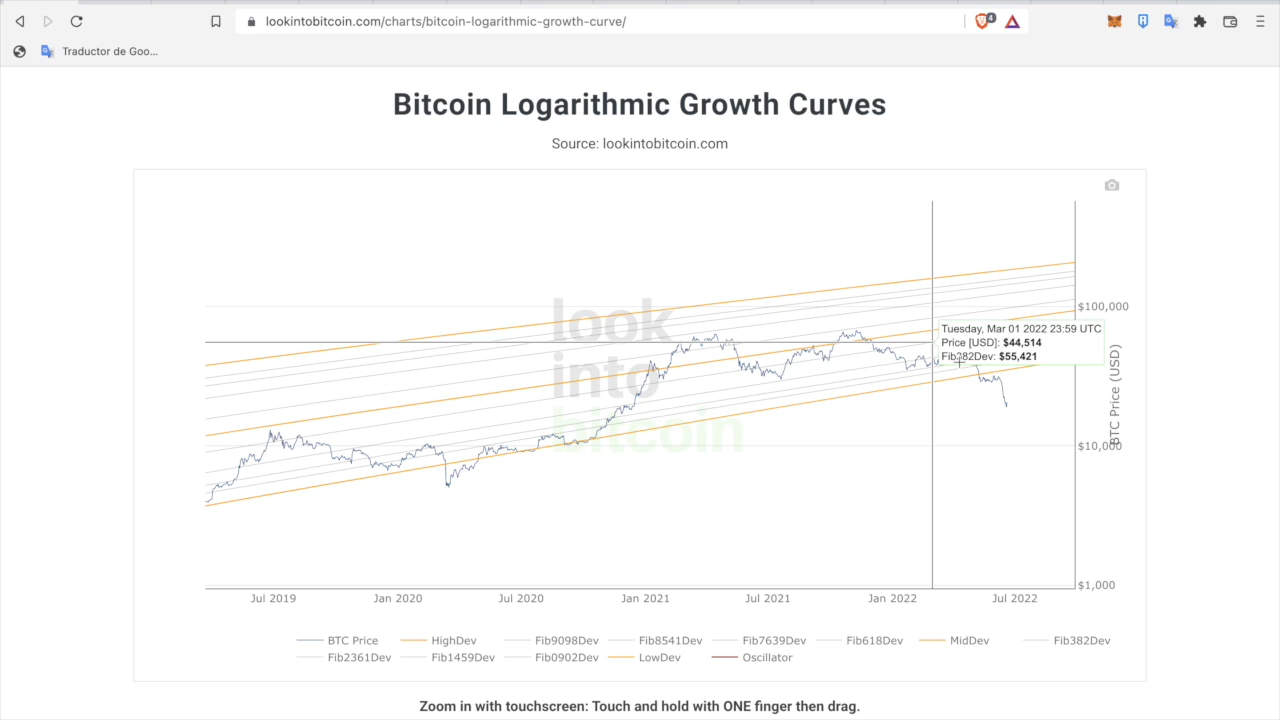 lookintobitcoin.com/charts/bitcoin-logarithmic-growth-curve/
4
Traductor de Goo...
Bitcoin Logarithmic Growth Curves
Source: lookintobitcoin.com
look
into
bitcoin
$100,000
$10,000
$1,000
BTC Price (USD)
Tuesday, Mar 01 2022 23:59 UTC
Price [USD]: $44,514
Fib382Dev: $55,421
Jul 2019 Jan 2020 Jul 2020 Jan 2021 Jul 2021 Jan 2022 Jul 2022
BTC Price HighDev Fib9098Dev Fib8541Dev Fib7639Dev Fib618Dev MidDev Fib382Dev
Fib2361Dev Fib1459Dev Fib0902Dev LowDev Oscillator
Zoom in with touchscreen: Touch and hold with ONE finger then drag.